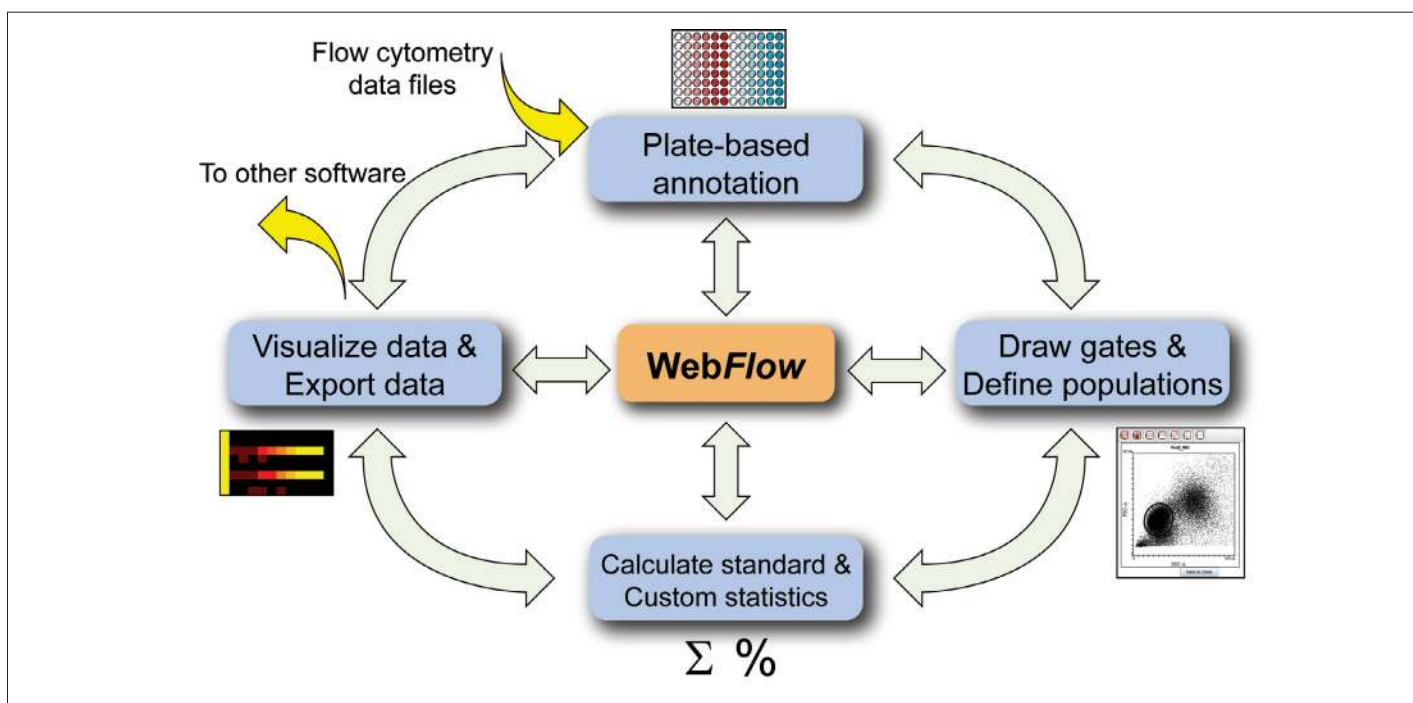 Flow cytometry
data files
Plate-based
annotation
To other software
Visualize data &
Export data
WebFlow
Draw gates &
Define populations
Calculate standard &
Custom statistics
Σ %